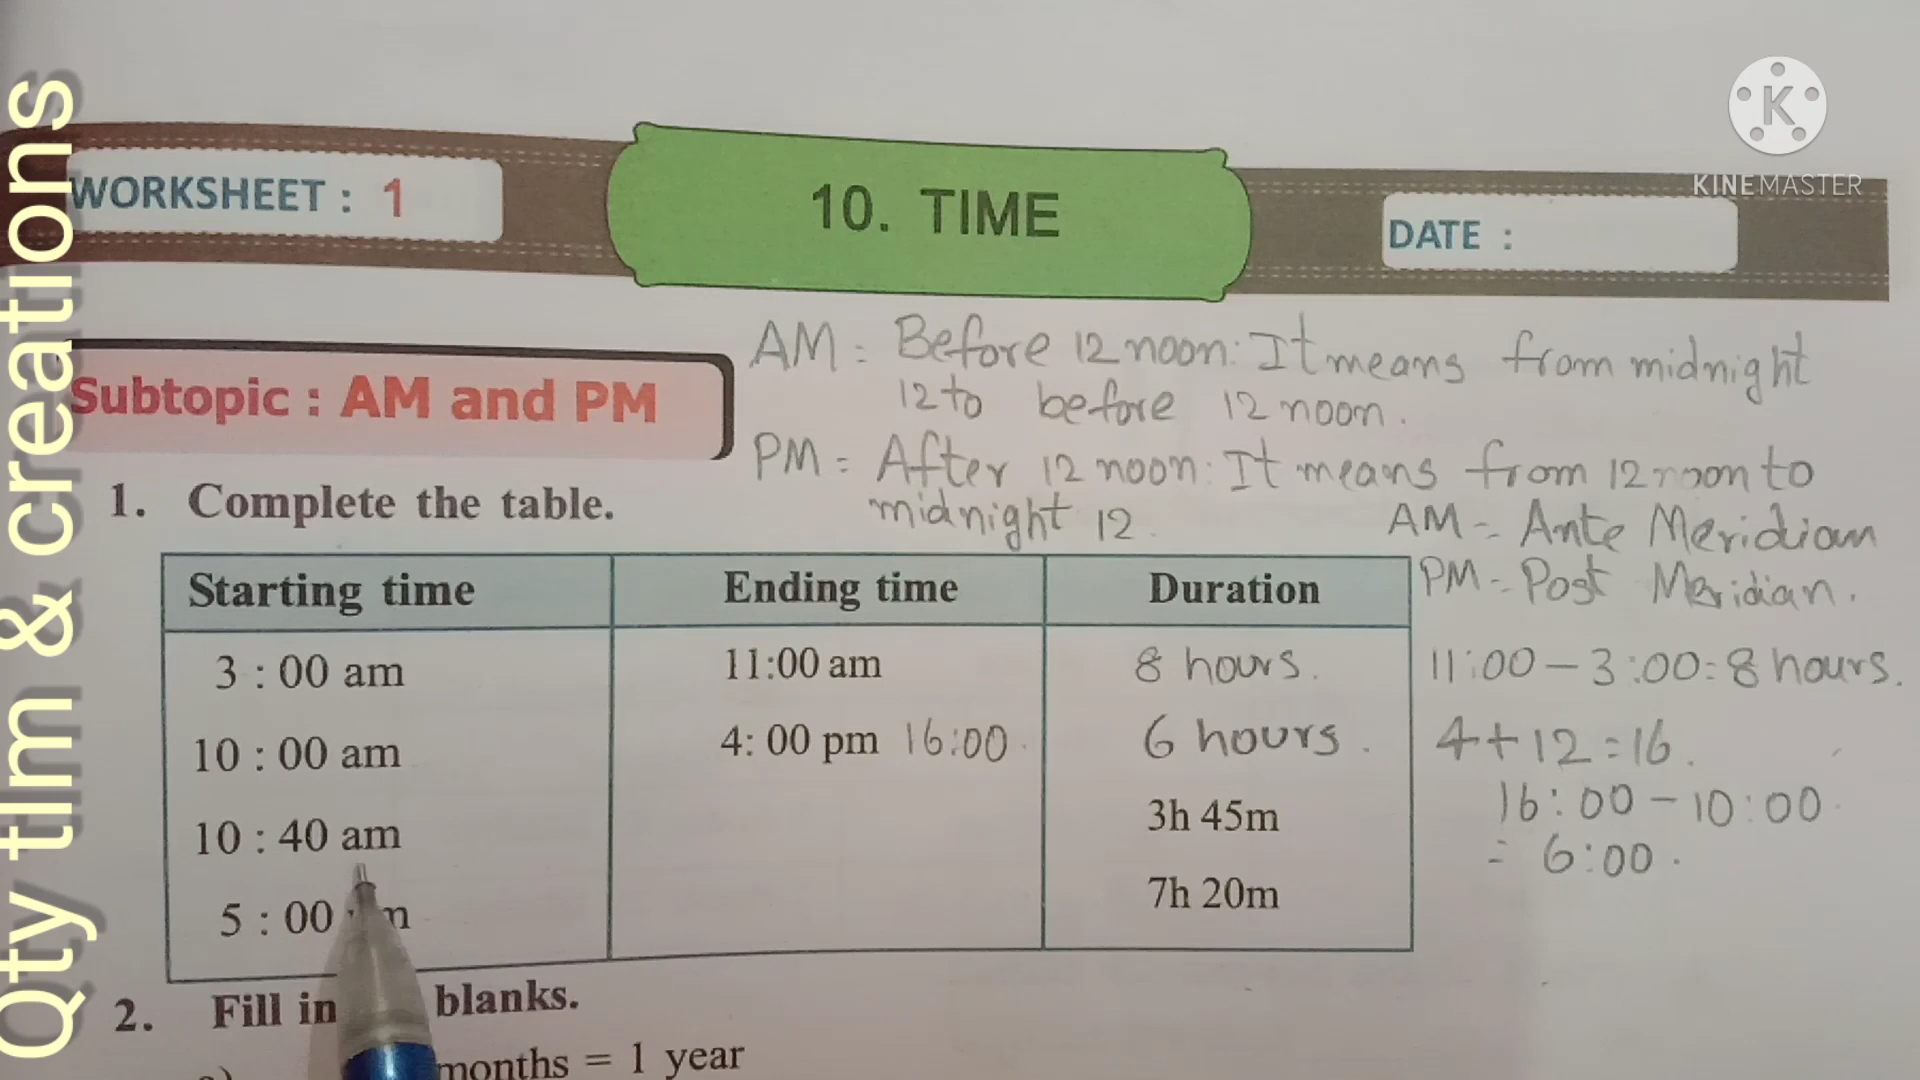 Qty tlm & creations
K
KINEMASTER
WORKSHEET : 1
10. TIME
DATE :
Subtopic : AM and PM
AM = Before 12 noon: It means from midnight
12 to before 12 noon.
PM = After 12 noon: It means from 12 noon to
midnight 12.
AM - Ante Meridian
PM - Post Meridian.
1. Complete the table.
Starting time Ending time Duration
3 : 00 am 11:00 am 8 hours. 11:00 - 3:00 = 8 hours.
10 : 00 am 4: 00 pm 16:00. 6 hours. 4+12=16.
16:00 - 10:00.
= 6:00.
10 : 40 am 3h 45m
5 : 00 7h 20m
2. Fill in blanks.
months = 1 year